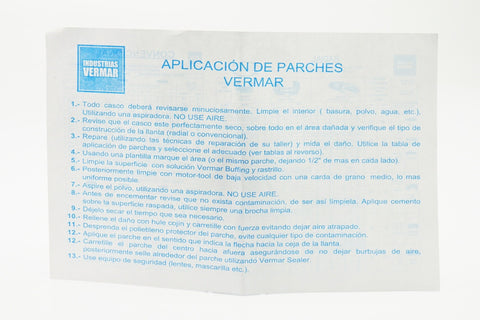 INDUSTRIAS
VERMAR
APLICACIÓN DE PARCHES
VERMAR
1.- Todo casco deberá revisarse minuciosamente. Limpie el interior ( basura, polvo, agua, etc.),
Utilizando una aspiradora. NO USE AIRE.
2.- Reviso que el casco este perfectamente seco, sobre todo en el área dañada y verifique el tipo de
construcción de la llanta (radial o convencional).
3.- Repare (utilizando las técnicas de reparación de su taller) y mida el daño. Utilice la tabla de
aplicación de parches y seleccione el adecuado (ver tablas al reverso).
4.- Usando una plantilla marque el área (o el mismo parche, dejando 1/2" de mas en cada lado).
5.- Limpie la superficie con solución Vermar Buffing y rastrillo.
6.- Posteriormente limpie con motor-tool de baja velocidad con una carda de grano medio, lo mas
uniforme posible.
7.- Aspire el polvo, utilizando una aspiradora. NO USE AIRE.
8.- Antes de encementar revise que no exista contaminación, de ser así limpiela. Aplique cemento
sobre la superficie raspada, utilice siempre una brocha limpia.
9.- Déjelo secar el tiempo que sea necesario.
10.- Rellene el daño con hule cojín y carretille con fuerza evitando dejar aire atrapado.
11.- Desprenda el polietileno protector del parche, evite cualquier tipo de contaminación.
12.- Aplique el parche en el sentido que indica la flecha hacia la ceja de la llanta.
12.- Carretille el parche del centro hacia afuera asegurándose de no dejar burbujas de aire,
posteriormente selle alrededor del parche utilizando Vermar Sealer.
13.- Use equipo de seguridad (lentes, mascarilla etc.).